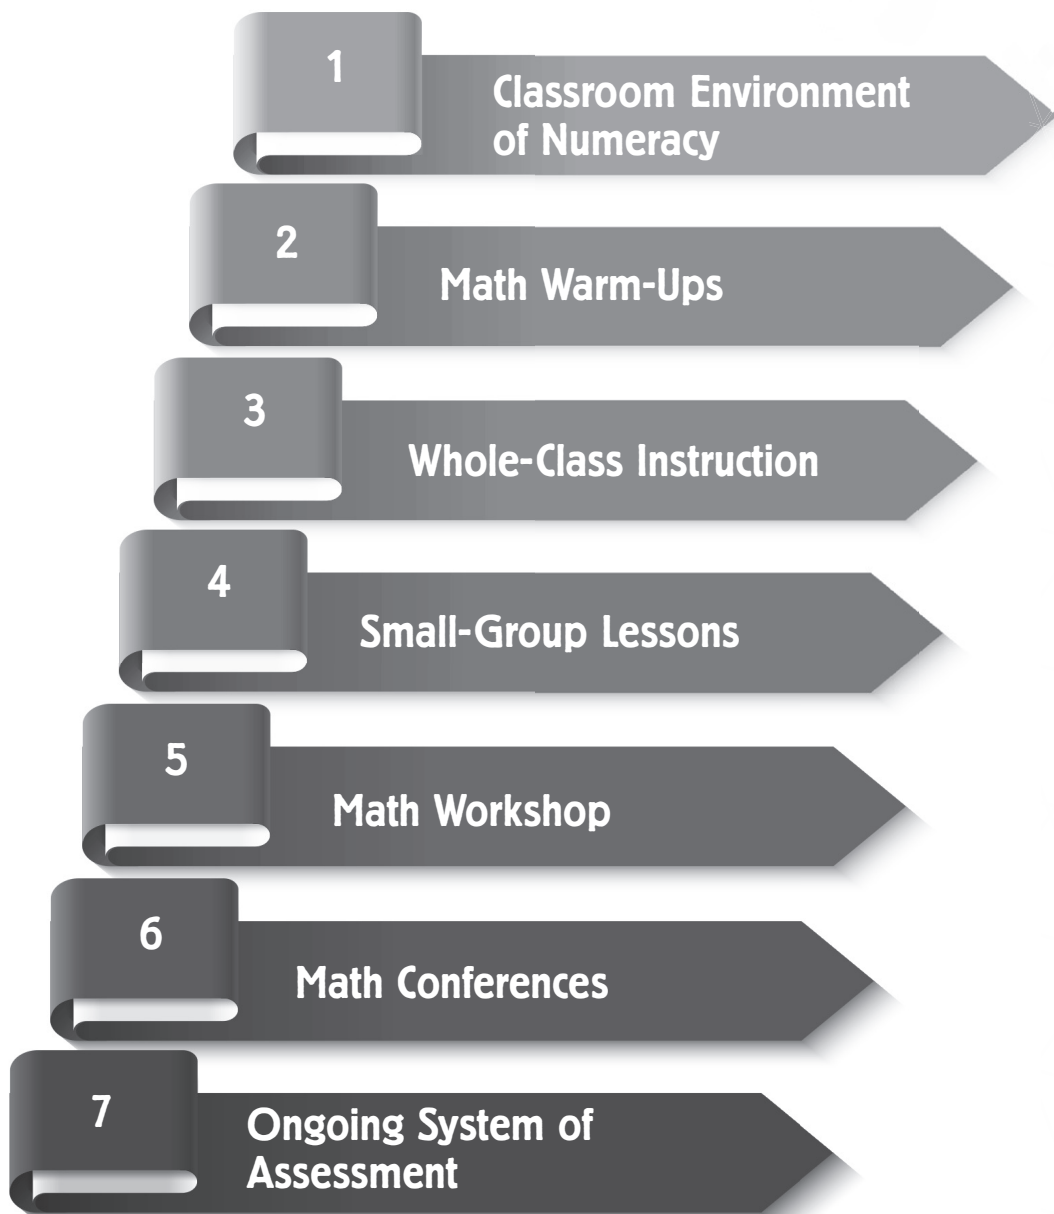 1
Classroom Environment
of Numeracy
2
Math Warm-Ups
3
Whole-Class Instruction
4
Small-Group Lessons
5
Math Workshop
6
Math Conferences
7
Ongoing System of
Assessment